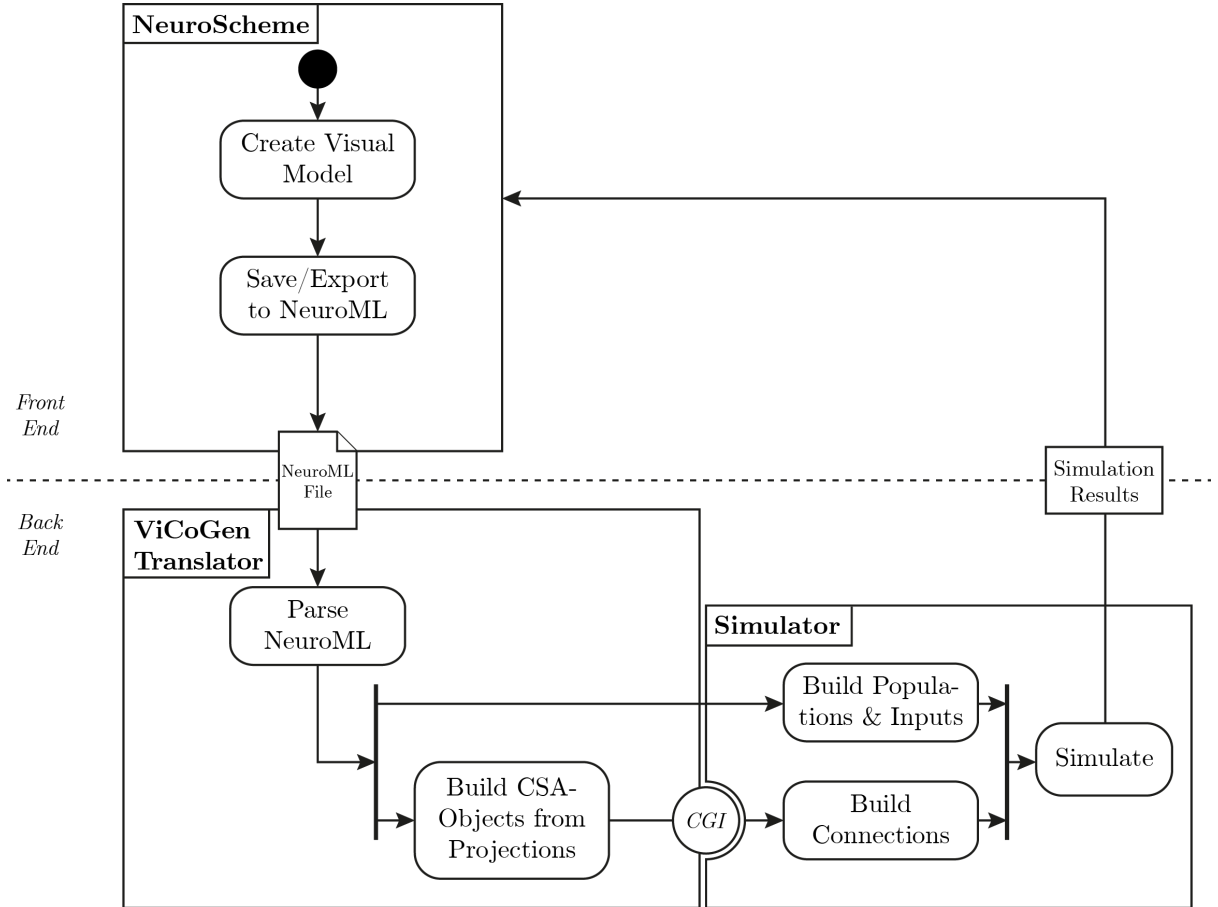 NeuroScheme
Create Visual
Model
Save/Export
to NeuroML
Front
End
NeuroML
File
Simulation
Results
Back
End
ViCoGen
Translator
Parse
NeuroML
Simulator
Build Popula-
tions & Inputs
Simulate
Build CSA-
Objects from
Projections
CGI
Build
Connections